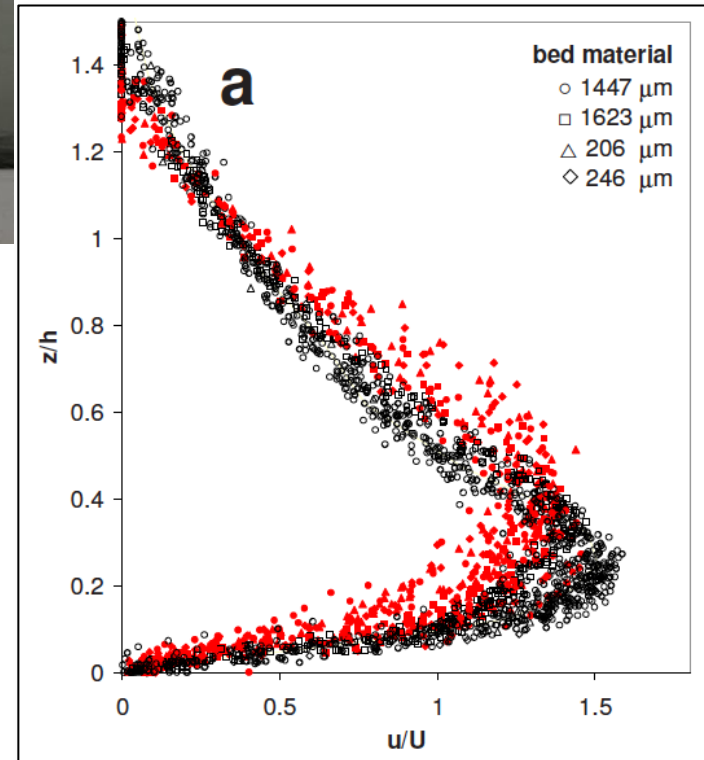 a
bed material
○ 1447 μm
□ 1623 μm
△ 206 μm
◇ 246 μm
z/h
1.4
1.2
1
0.8
0.6
0.4
0.2
0
0 0.5 1 1.5
u/U